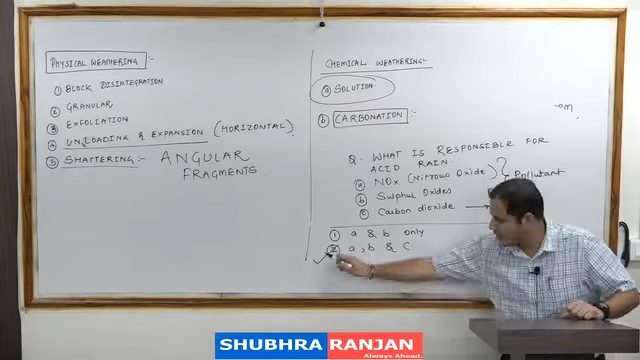 PHYSICAL WEATHERING :-
① BLOCK DISINTEGRATION
② GRANULAR
③ EXFOLIATION
④ UNLOADING & EXPANSION (HORIZONTAL)
⑤ SHATTERING :- ANGULAR
FRAGMENTS
CHEMICAL WEATHERING:-
ⓐ SOLUTION.
ⓑ CARBONATION
Q. WHAT IS RESPONSIBLE FOR
ACID RAIN.
ⓐ NOx (Nitrous Oxide)
ⓑ Sulphur Oxides
Pollutant
ⓒ Carbon dioxide →
① a & b only
② a, b & c
SHUBHRA RANJAN
Always Ahead.